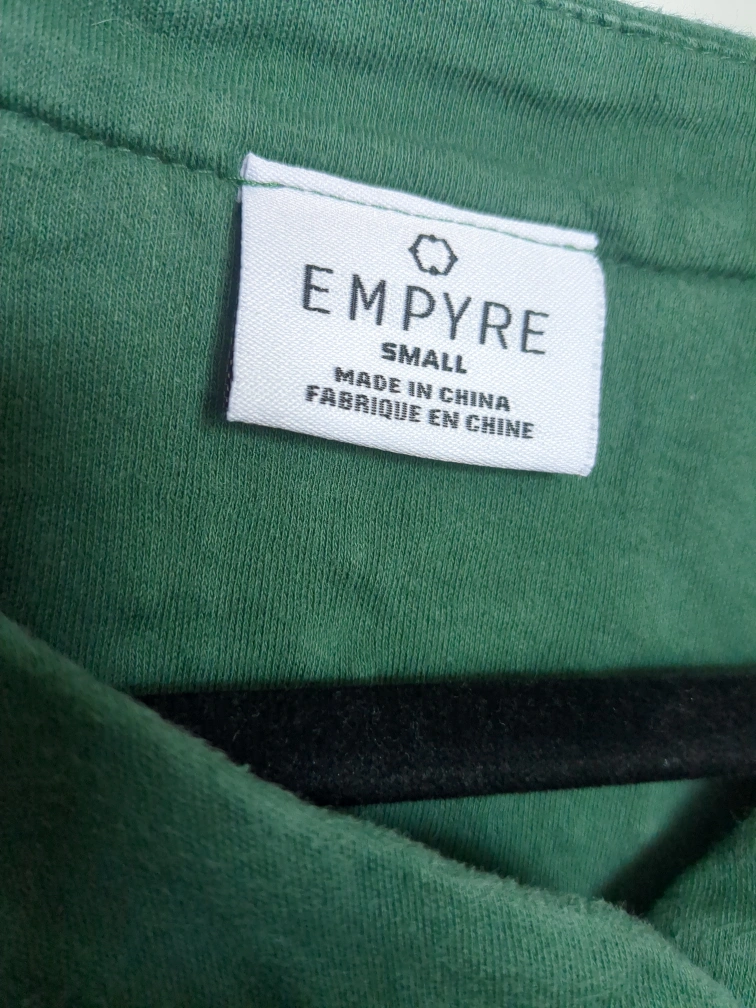 EMPYRE
SMALL
MADE IN CHINA
FABRIQUE EN CHINE